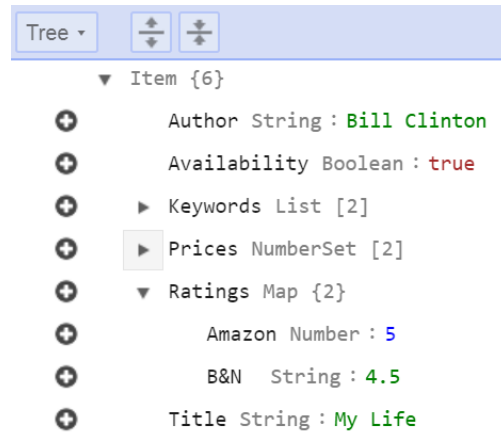 Tree
Item {6}
Author String : Bill Clinton
Availability Boolean : true
Keywords List [2]
Prices NumberSet [2]
Ratings Map {2}
Amazon Number : 5
B&N String : 4.5
Title String : My Life